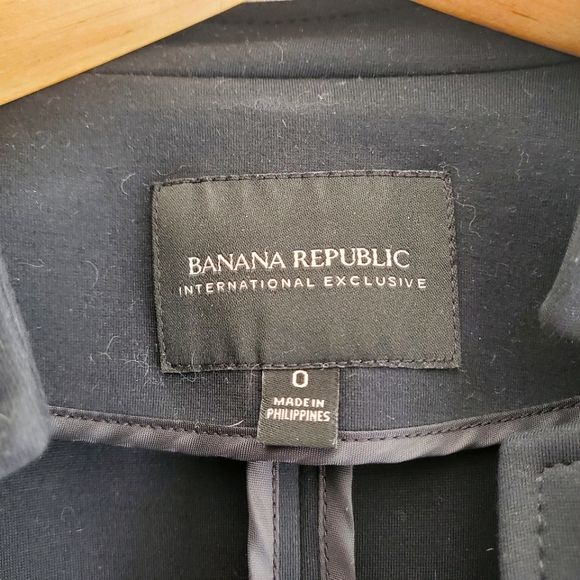 BANANA REPUBLIC
INTERNATIONAL EXCLUSIVE
0
MADE IN
PHILIPPINES